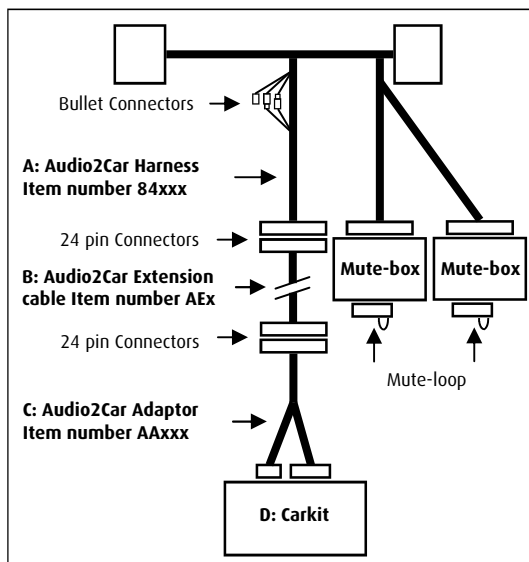 Bullet Connectors
A: Audio2Car Harness
Item number 84xxx
24 pin Connectors
Mute-box
Mute-box
B: Audio2Car Extension
cable Item number AEx
24 pin Connectors
Mute-loop
C: Audio2Car Adaptor
Item number AAxxx
D: Carkit